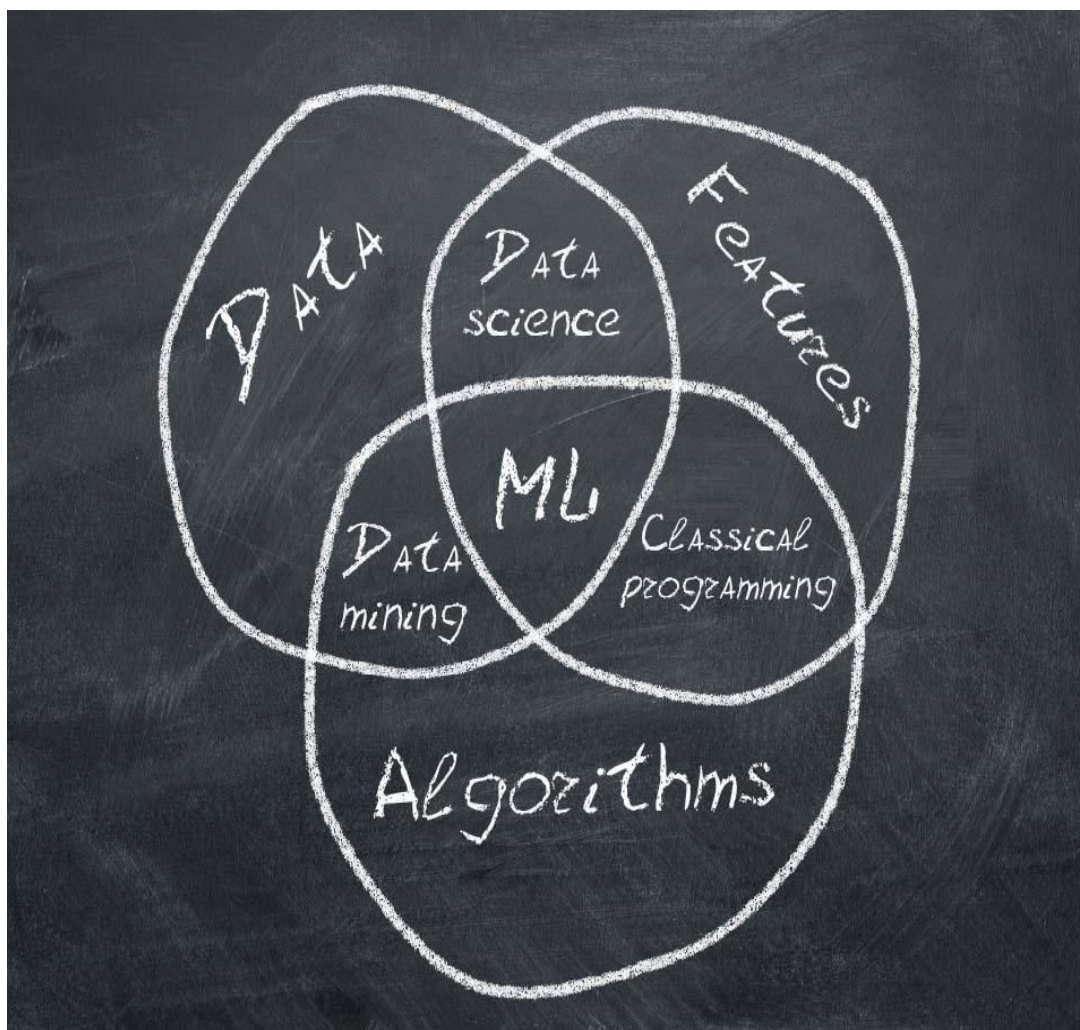 Data
Features
Data
science
ML
Data
mining
Classical
programming
Algorithms